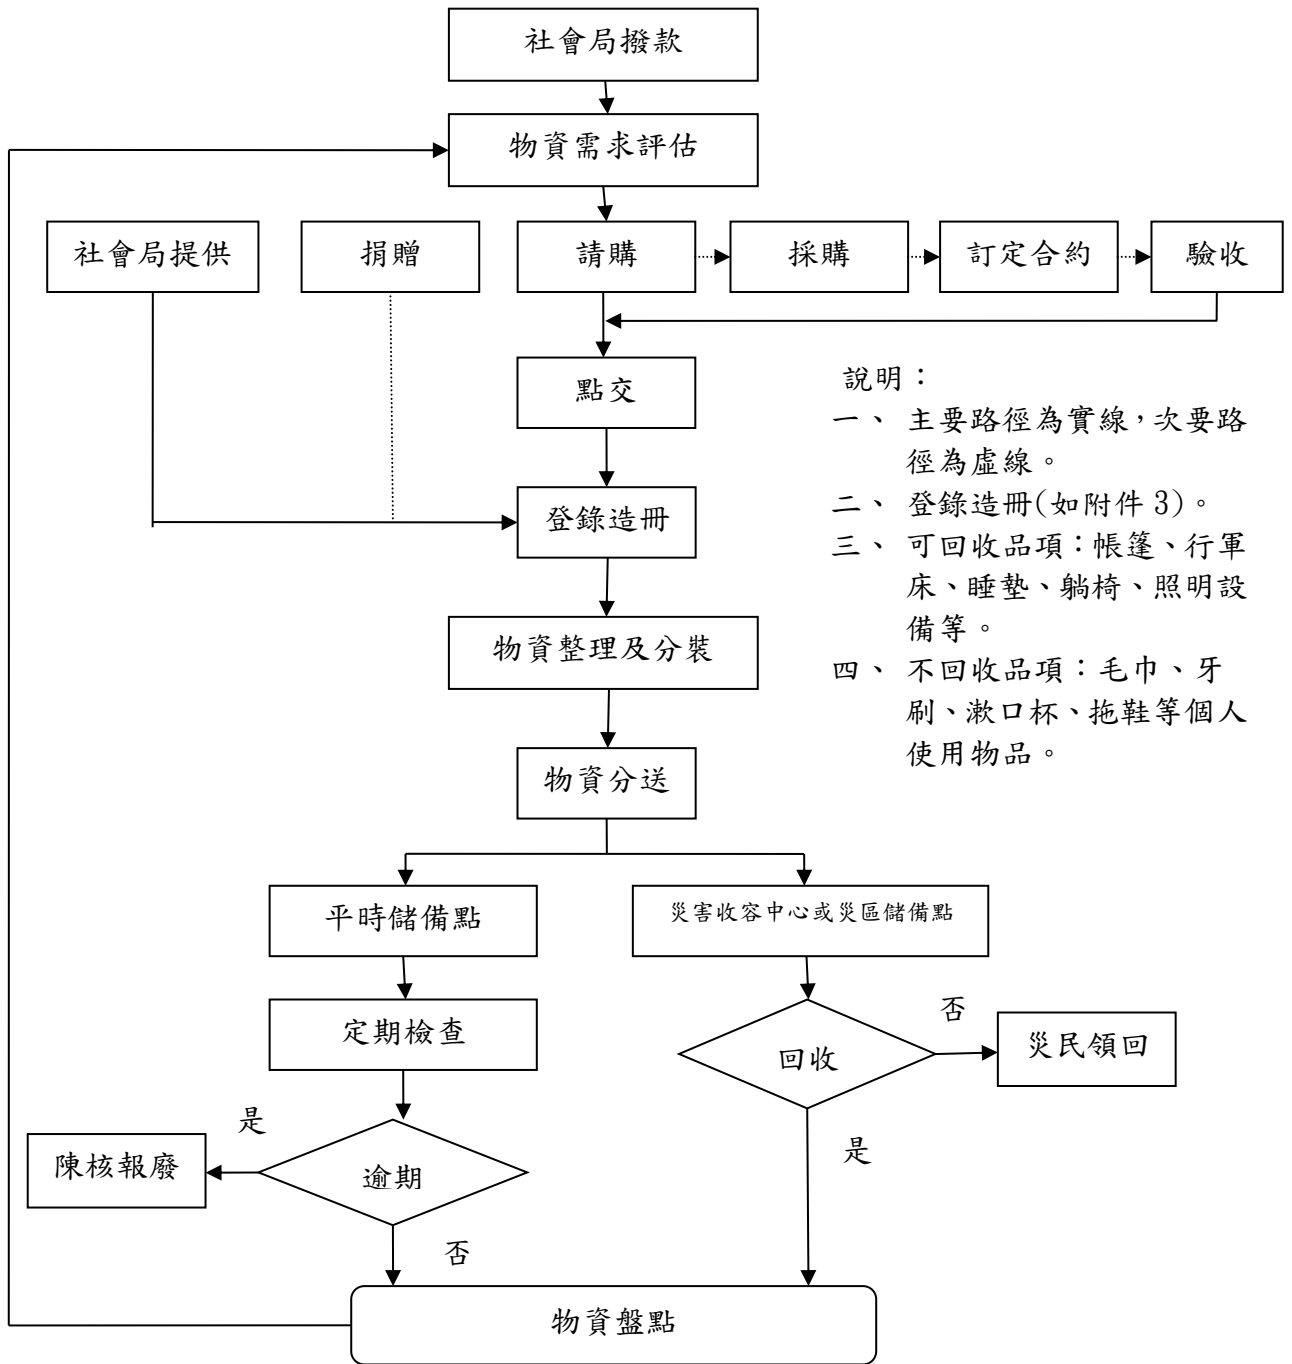 社會局撥款
物資需求評估
社會局提供
捐贈
請購
採購
訂定合約
驗收
點交
說明：
一、 主要路徑為實線，次要路
徑為虛線。
二、 登錄造冊(如附件 3)。
三、 可回收品項：帳篷、行軍
床、睡墊、躺椅、照明設
備等。
四、 不回收品項：毛巾、牙
刷、漱口杯、拖鞋等個人
使用物品。
登錄造冊
物資整理及分裝
物資分送
平時儲備點
災害收容中心或災區儲備點
定期檢查
回收
否
災民領回
是
陳核報廢
逾期
是
否
物資盤點